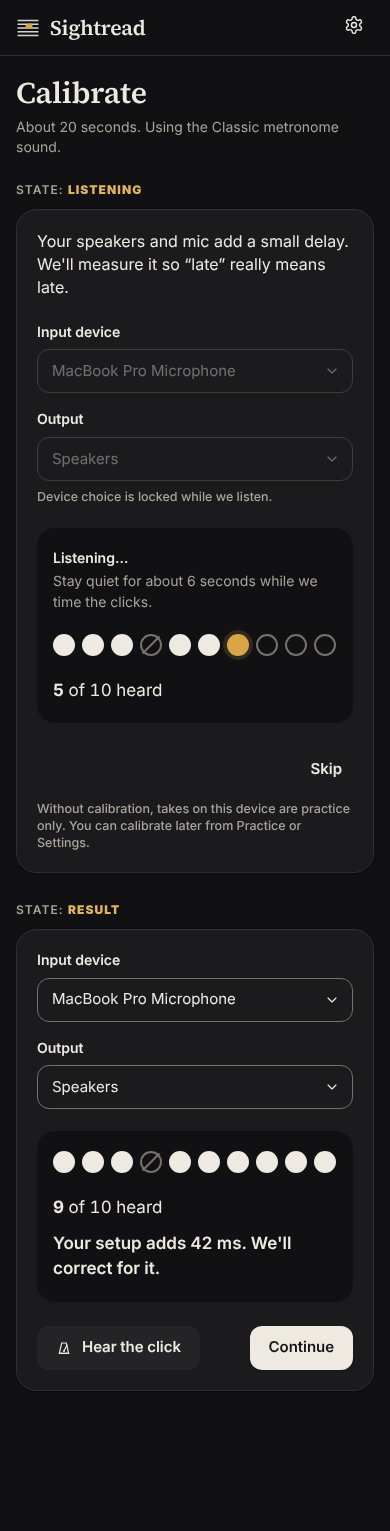 Sightread
Calibrate
About 20 seconds. Using the Classic metronome
sound.
STATE: LISTENING
Your speakers and mic add a small delay.
We'll measure it so “late” really means
late.
Input device
MacBook Pro Microphone
Output
Speakers
Device choice is locked while we listen.
Listening...
Stay quiet for about 6 seconds while we
time the clicks.
5 of 10 heard
Skip
Without calibration, takes on this device are practice
only. You can calibrate later from Practice or
Settings.
STATE: RESULT
Input device
MacBook Pro Microphone
Output
Speakers
9 of 10 heard
Your setup adds 42 ms. We'll
correct for it.
Hear the click
Continue